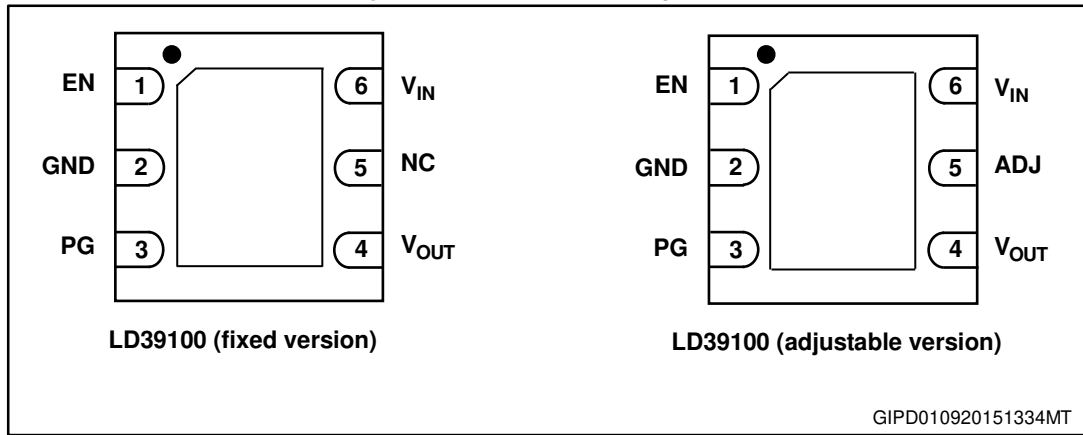 EN 1 6 VIN
GND 2 5 NC
PG 3 4 VOUT
LD39100 (fixed version)
EN 1 6 VIN
GND 2 5 ADJ
PG 3 4 VOUT
LD39100 (adjustable version)
GIPD010920151334MT